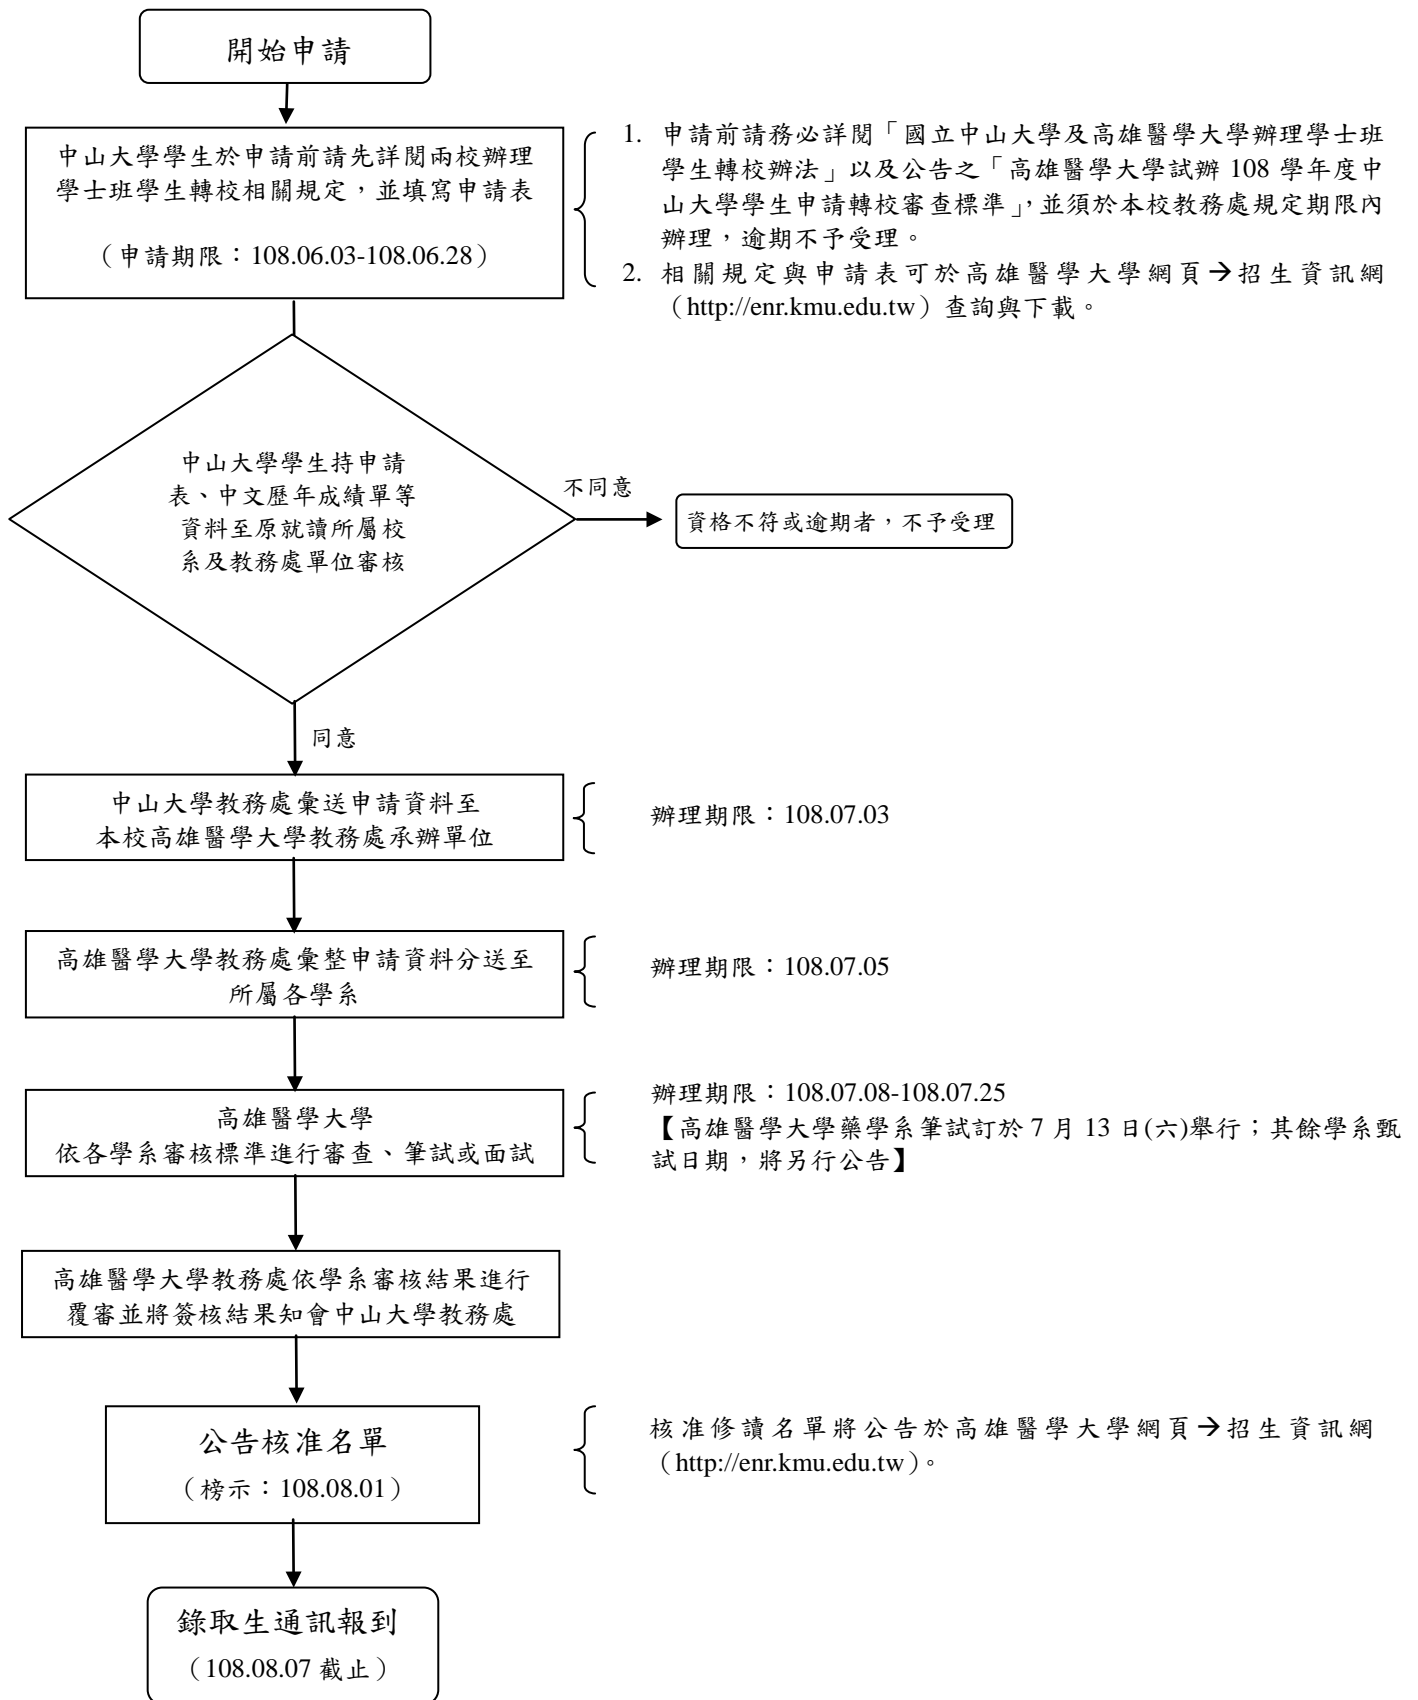 開始申請
中山大學學生於申請前請先詳閱兩校辦理
學士班學生轉校相關規定，並填寫申請表
（申請期限：108.06.03-108.06.28）
1. 申請前請務必詳閱「國立中山大學及高雄醫學大學辦理學士班
學生轉校辦法」以及公告之「高雄醫學大學試辦 108 學年度中
山大學學生申請轉校審查標準」，並須於本校教務處規定期限內
辦理，逾期不予受理。
2. 相關規定與申請表可於高雄醫學大學網頁→招生資訊網
（http://enr.kmu.edu.tw）查詢與下載。
中山大學學生持申請
表、中文歷年成績單等
資料至原就讀所屬校
系及教務處單位審核
不同意
資格不符或逾期者，不予受理
同意
中山大學教務處彙送申請資料至
本校高雄醫學大學教務處承辦單位
辦理期限：108.07.03
高雄醫學大學教務處彙整申請資料分送至
所屬各學系
辦理期限：108.07.05
高雄醫學大學
依各學系審核標準進行審查、筆試或面試
辦理期限：108.07.08-108.07.25
【高雄醫學大學藥學系筆試訂於 7 月 13 日(六)舉行；其餘學系甄
試日期，將另行公告】
高雄醫學大學教務處依學系審核結果進行
覆審並將簽核結果知會中山大學教務處
公告核准名單
（榜示：108.08.01）
核准修讀名單將公告於高雄醫學大學網頁→招生資訊網
（http://enr.kmu.edu.tw）。
錄取生通訊報到
（108.08.07 截止）